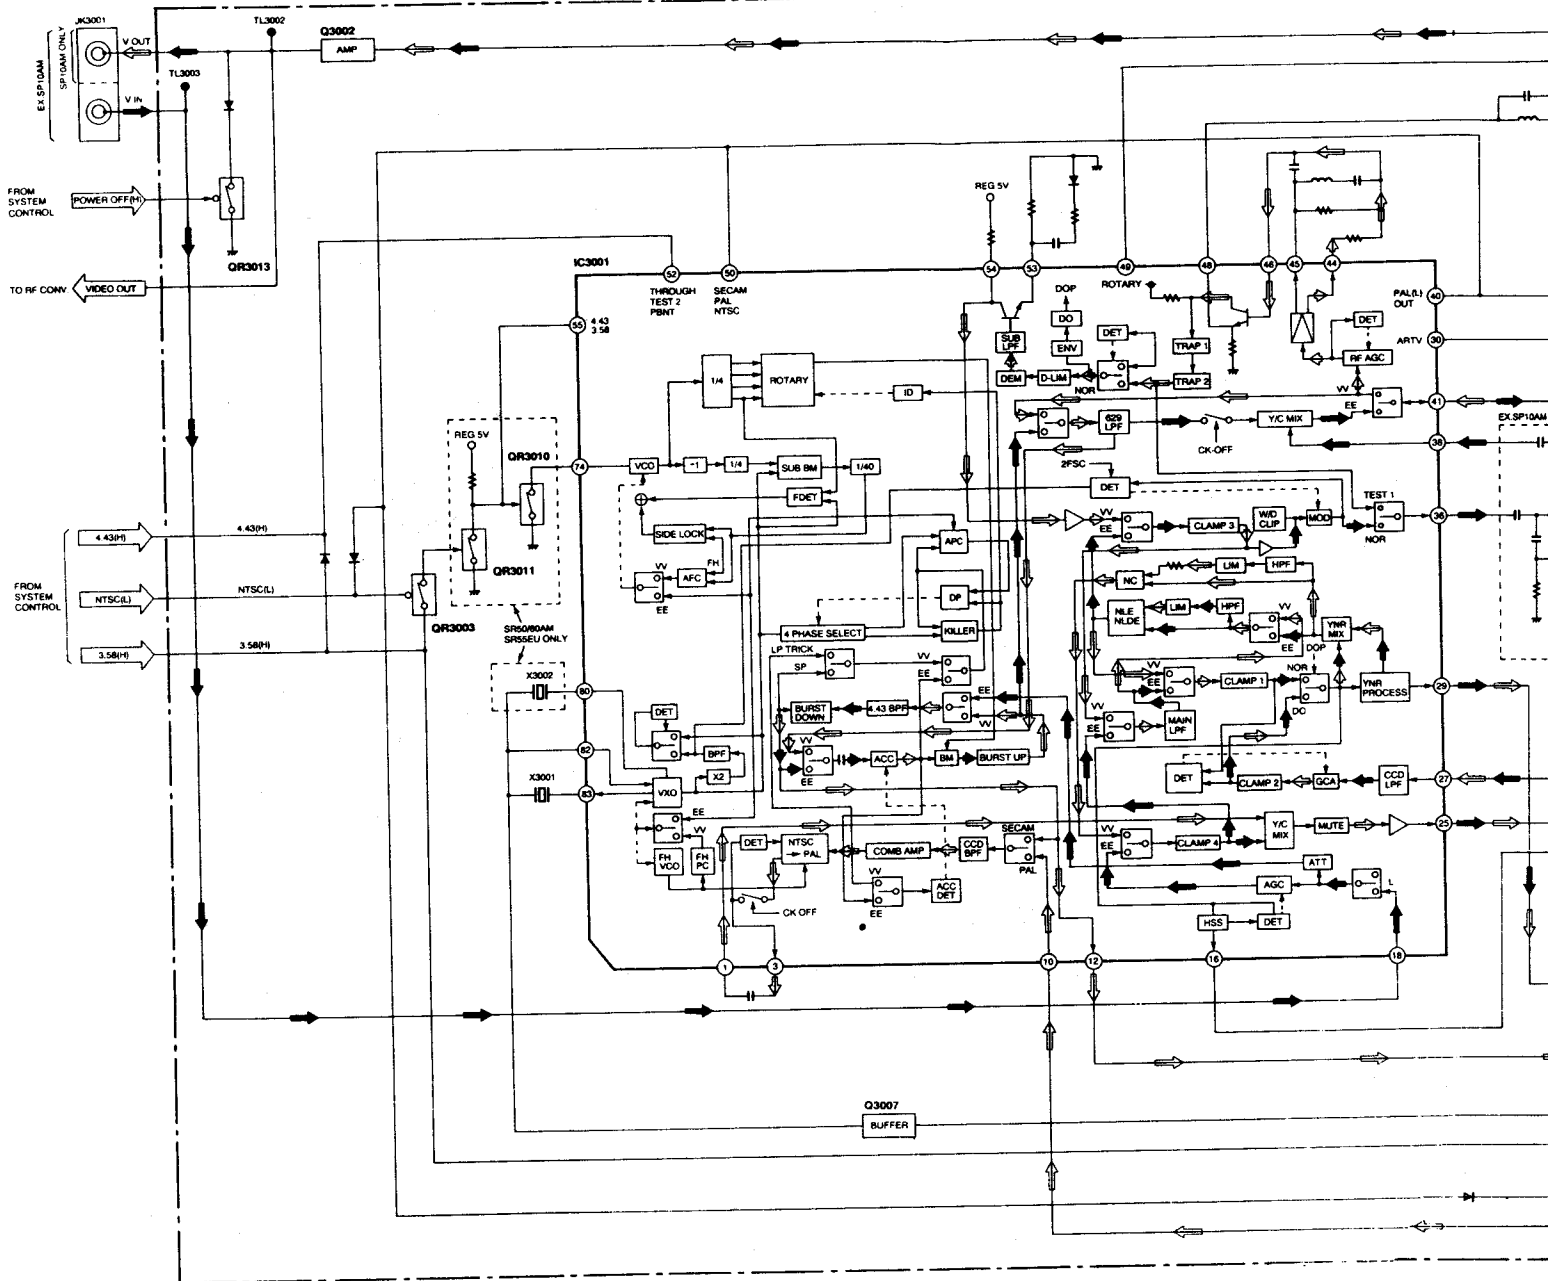 JK3001
TL3002
Q3002
AMP
V OUT
SP10AM ONLY
EX.SP10AM
TL3003
V IN
FROM
SYSTEM
CONTROL
POWER OFF(H)
QR3013
TO RF CONV.
VIDEO OUT
IC3001
REG 5V
52
50
54
53
49
48
46
45
44
THROUGH
TEST 2
PBNT
SECAM
PAL
NTSC
ROTARY
PAL(L)
OUT
40
55
4.43
3.58
DOP
DO
ENV
SUB
LPF
DEM
D-LIM
DET
NOR
TRAP 1
TRAP 2
DET
RF AGC
ARTV
30
1/4
ROTARY
ID
VV
EE
41
EX.SP10AM
629
LPF
CK-OFF
Y/C MIX
38
REG 5V
QR3010
74
VCO
-1
1/4
SUB BM
1/40
FDET
2FSC
DET
TEST 1
NOR
36
VV
EE
CLAMP 3
W/D
CLIP
MOD
4.43(H)
QR3011
SIDE LOCK
FH
AFC
VV
EE
APC
NC
LIM
HPF
FROM
SYSTEM
CONTROL
NTSC(L)
NTSC(L)
QR3003
DP
NLE
NLDE
LIM
HPF
VV
EE
YNR
MIX
DOP
3.58(H)
3.58(H)
4.43(H)
SR50/60AM
SR55EU ONLY
4 PHASE SELECT
KILLER
LP TRICK
SP
VV
EE
VV
EE
CLAMP 1
NOR
DO
YNR
PROCESS
29
X3002
80
DET
BURST
DOWN
4.43 BPF
EE
VV
MAIN
LPF
VV
EE
82
BPF
X2
VV
EE
ACC
BM
BURST UP
DET
CLAMP 2
GCA
CCD
LPF
27
X3001
83
VXO
EE
VV
FH
VCO
FH
PC
DET
NTSC
PAL
COMB AMP
CCD
BPF
SECAM
PAL
VV
EE
CLAMP 4
Y/C
MIX
MUTE
25
ATT
AGC
L
VV
EE
ACC
DET
CK OFF
HSS
DET
1
3
10
12
16
18
Q3007
BUFFER